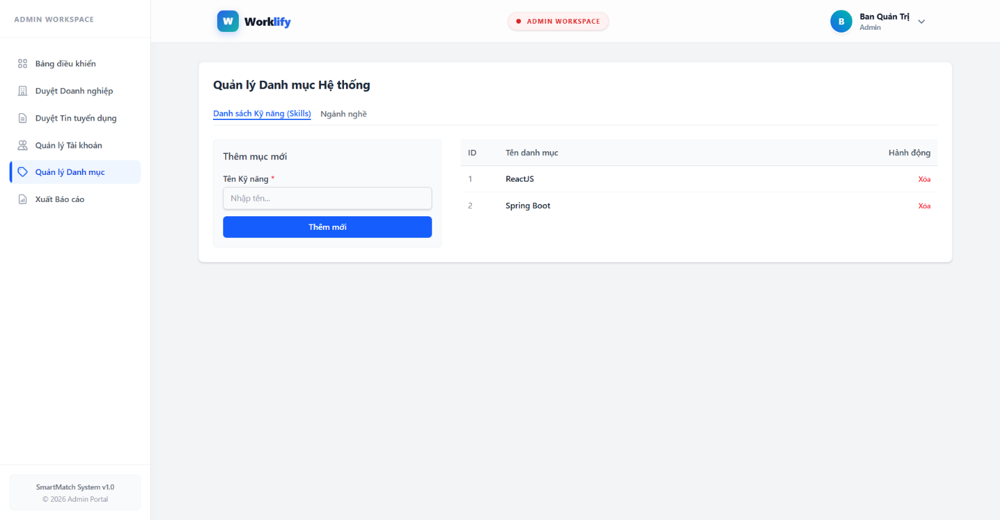 ADMIN WORKSPACE
Bảng điều khiển
Duyệt Doanh nghiệp
Duyệt Tin tuyển dụng
Quản lý Tài khoản
Quản lý Danh mục
Xuất Báo cáo
SmartMatch System v1.0
© 2026 Admin Portal
W Worklify
ADMIN WORKSPACE
B
Ban Quản Trị
Admin
Quản lý Danh mục Hệ thống
Danh sách Kỹ năng (Skills) Ngành nghề
Thêm mục mới
Tên Kỹ năng *
Nhập tên...
Thêm mới
ID Tên danh mục Hành động
1 ReactJS Xóa
2 Spring Boot Xóa